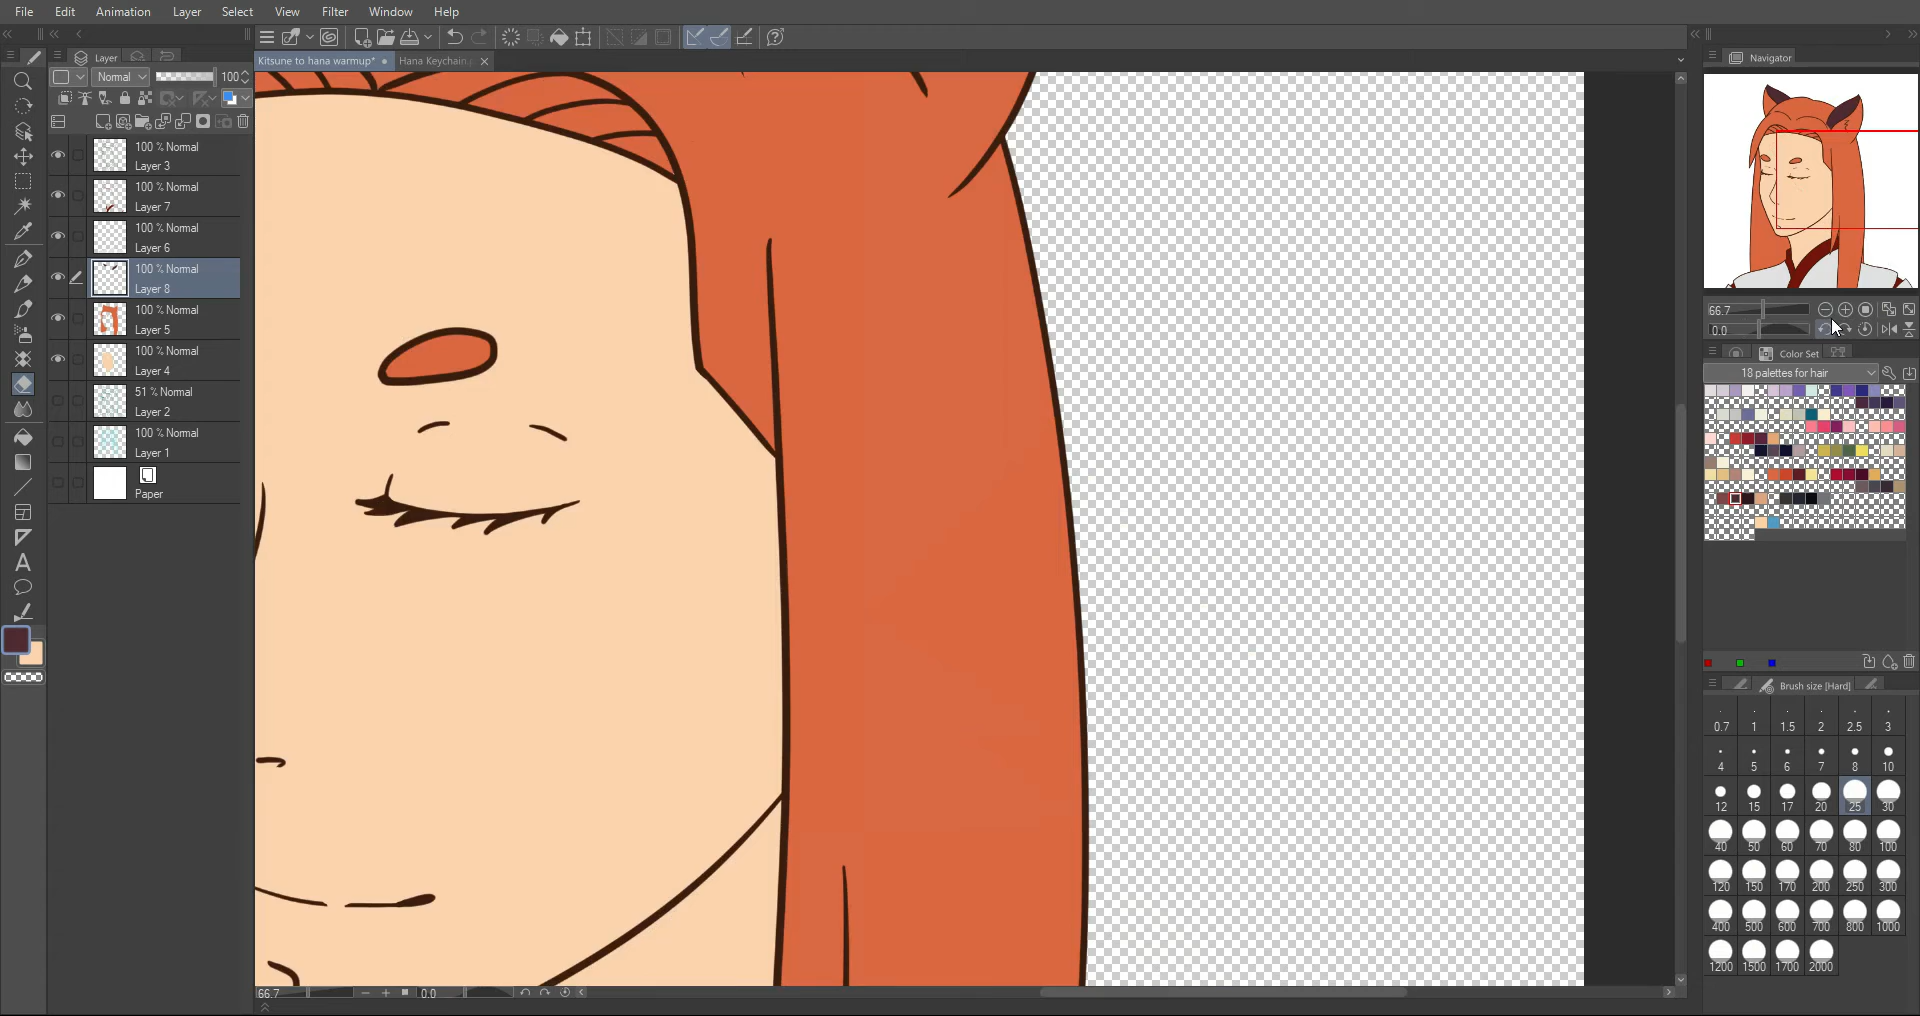 File Edit Animation Layer Select View Filter Window Help
Layer
Kitsune to hana warmup*
Hana Keychain
Navigator
Normal 100
100 % Normal
Layer 3
100 % Normal
Layer 7
100 % Normal
Layer 6
100 % Normal
Layer 8
100 % Normal
Layer 5
100 % Normal
Layer 4
51 % Normal
Layer 2
100 % Normal
Layer 1
Paper
A
66.7
0.0
Color Set
18 palettes for hair
Brush size [Hard]
0.7 1 1.5 2 2.5 3
4 5 6 7 8 10
12 15 17 20 25 30
40 50 60 70 80 100
120 150 170 200 250 300
400 500 600 700 800 1000
1200 1500 1700 2000
66.7 0.0